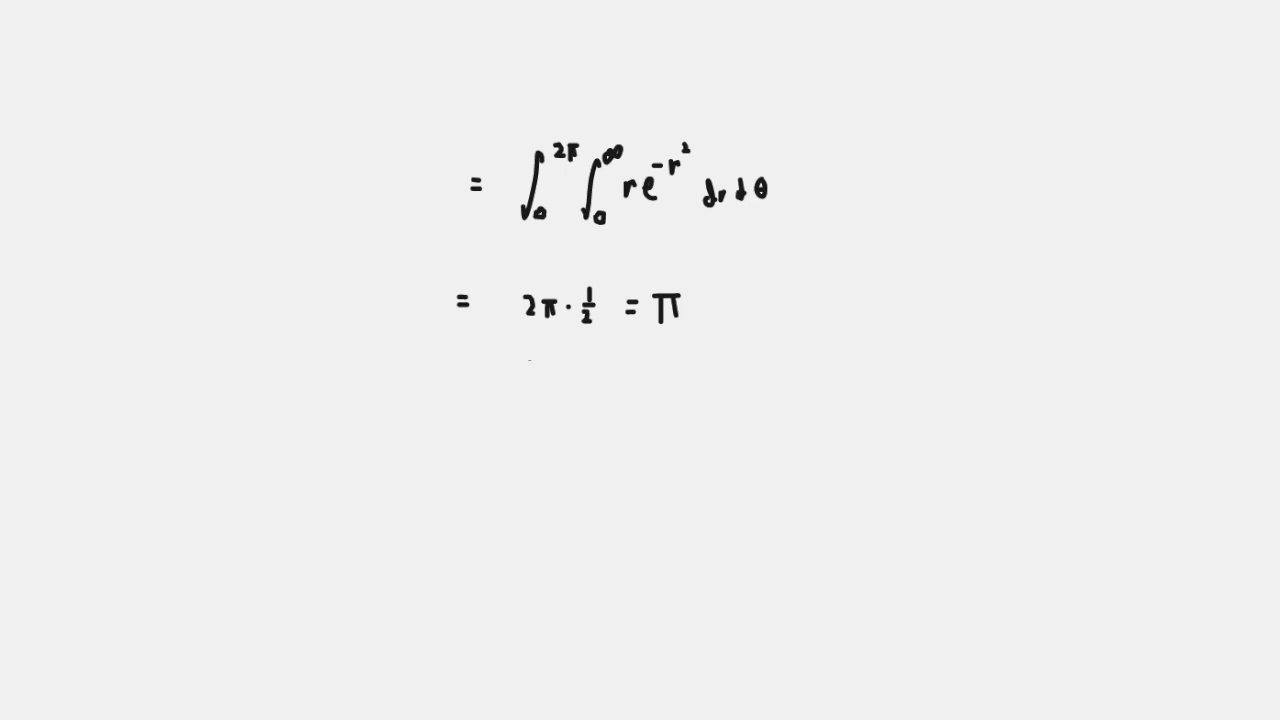 = ∫₀^{2π} ∫₀^∞ re^{-r²} dr dθ
= 2π · 1/2 = π